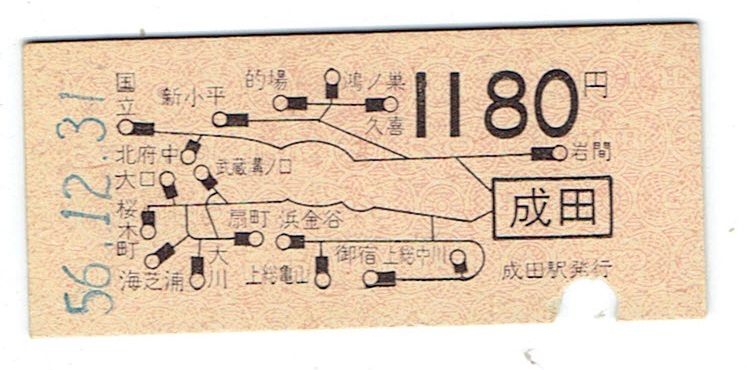 56.12.31
国立
新小平
的場
鴻ノ巣
久喜
1180円
北府中
武蔵溝ノ口
岩間
大口
桜木町
扇町
浜金谷
成田
海芝浦
大川
上総亀山
御宿
上総中川
成田駅発行